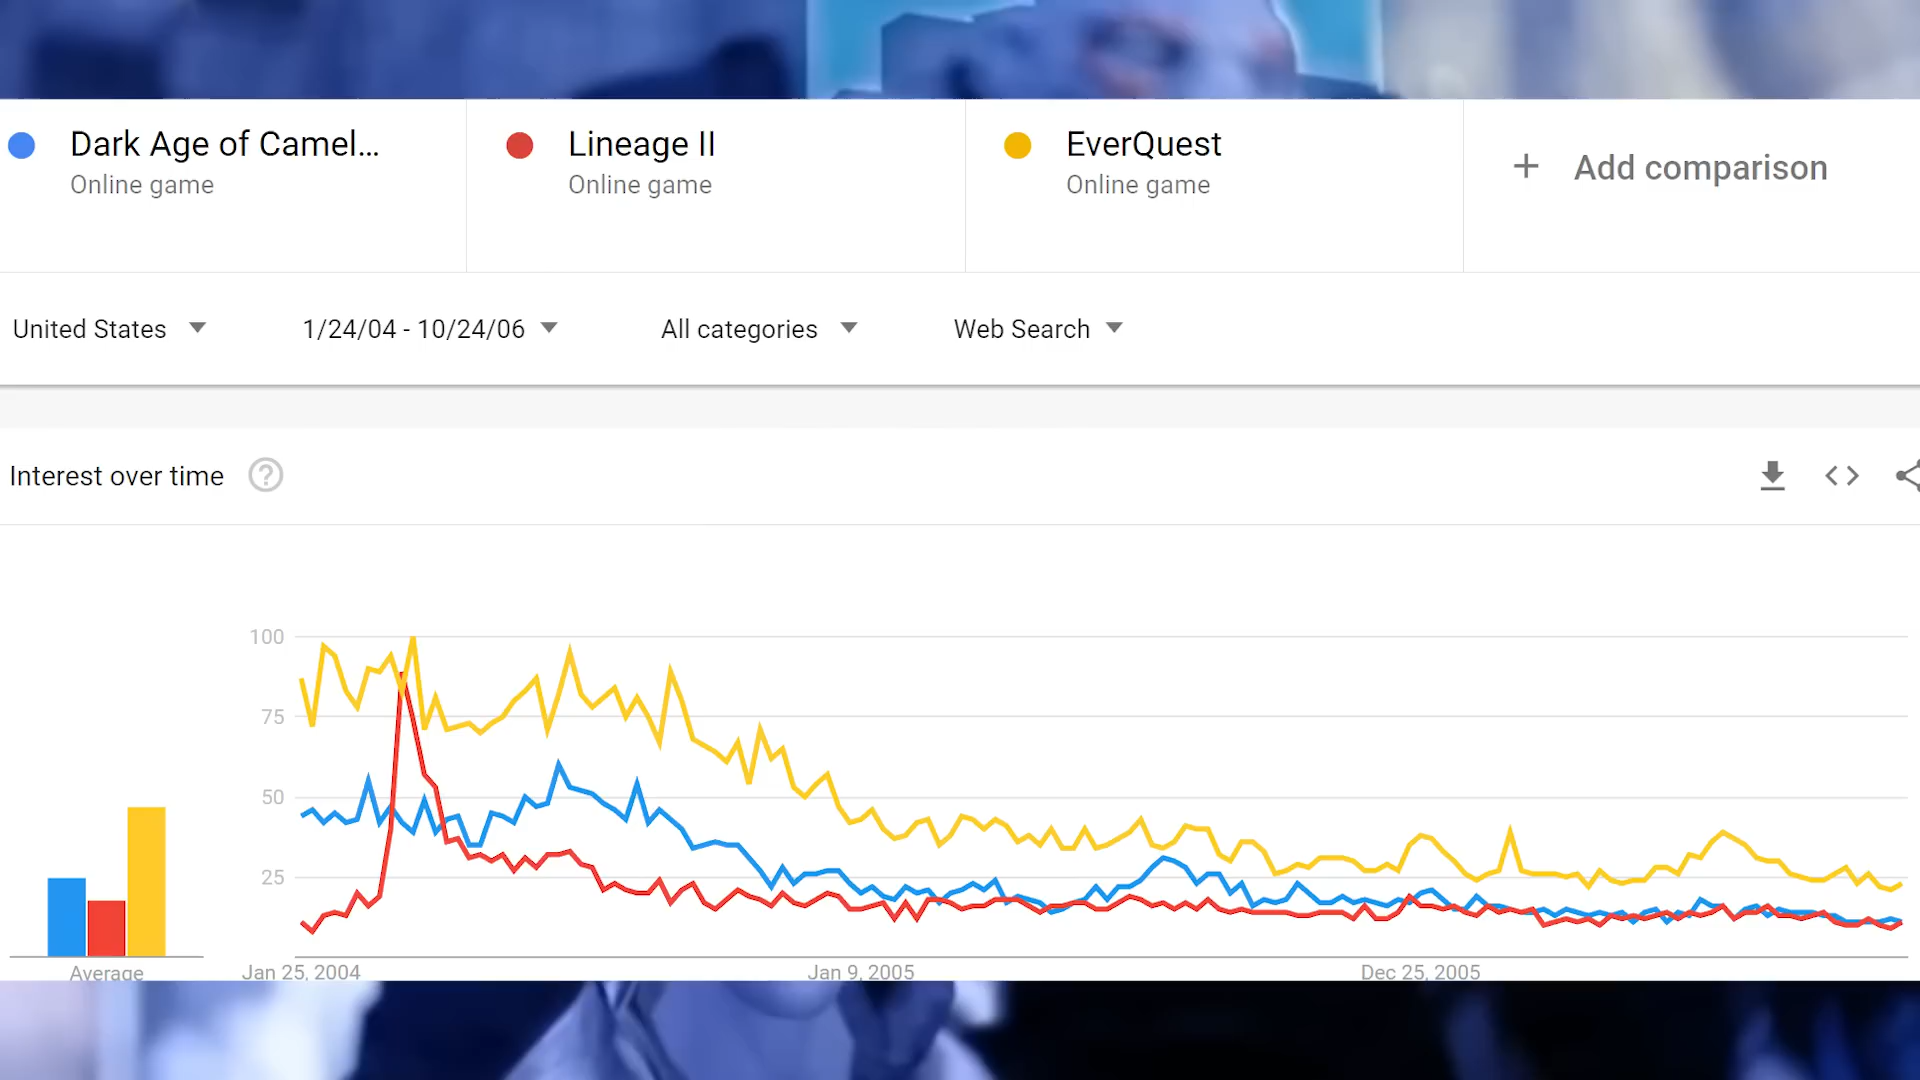 Dark Age of Camel...
Online game
Lineage II
Online game
EverQuest
Online game
+ Add comparison
United States
1/24/04 - 10/24/06
All categories
Web Search
Interest over time
?
100
75
50
25
Average
Jan 25, 2004
Jan 9, 2005
Dec 25, 2005